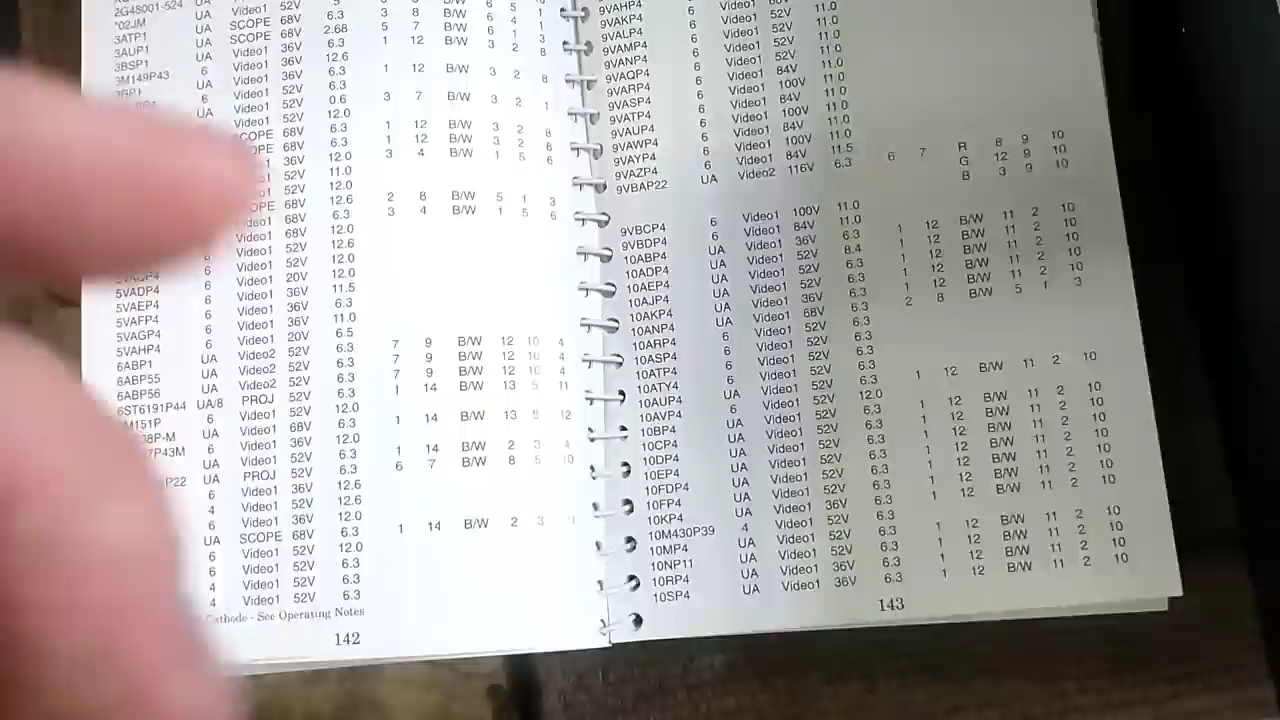 2G4S001-524 UA
*02JM UA SCOPE 68V 6.3 3 8 B/W 6 5 1
3ATP1 UA SCOPE 68V 2.68 5 7 B/W 6 4 1
3AUP1 UA Video1 52V 6.3 1 12 B/W 3 2 8
3BSP1 UA Video1 36V 12.6
3M149P43 6 Video1 36V 6.3 1 12 B/W 3 2 8
UA Video1 36V 6.3
6 Video1 52V 0.6 3 7 B/W 3 2 1
UA Video1 52V 12.0
68V 6.3 1 12 B/W 3 2 8
68V 6.3 1 12 B/W 3 2 8
36V 12.0 3 4 B/W 1 5 6
52V 11.0
52V 12.0
68V 12.6 2 8 B/W 5 1 3
68V 6.3 3 4 B/W 1 5 6
68V 12.0
Video1 52V 12.6
6 Video1 52V 12.0
5VADP4 6 Video1 20V 12.0
5VAEP4 6 Video1 36V 11.5
5VAFP4 6 Video1 36V 6.3
5VAGP4 6 Video1 36V 11.0
5VAHP4 6 Video1 20V 6.5
6ABP1 UA Video2 52V 6.3 7 9 B/W 12 10 4
6ABP55 UA Video2 52V 6.3 7 9 B/W 12 10 4
6ABP56 UA Video2 52V 6.3 7 9 B/W 12 10 4
6ST6191P44 UA/8 PROJ 52V 6.3 1 14 B/W 13 5 11
M151P 6 Video1 52V 12.0
P-M UA Video1 68V 6.3 1 14 B/W 13 5 12
P43M 6 Video1 36V 12.0
UA Video1 52V 6.3 1 14 B/W 2 3 4
P22 UA PROJ 52V 6.3 6 7 B/W 8 5 10
6 Video1 36V 12.6
4 Video1 52V 12.6
6 Video1 36V 12.0
UA SCOPE 68V 6.3 1 14 B/W 2 3 11
6 Video1 52V 12.0
6 Video1 52V 6.3
4 Video1 52V 6.3
4 Video1 52V 6.3
Cathode - See Operating Notes
142
9VAHP4
9VAKP4 6 Video1 52V 11.0
9VALP4 6 Video1 52V 11.0
9VAMP4 6 Video1 52V 11.0
9VANP4 6 Video1 52V 11.0
9VAQP4 6 Video1 84V 11.0
9VARP4 6 Video1 100V 11.0
9VASP4 6 Video1 84V 11.0
9VATP4 6 Video1 100V 11.0
9VAUP4 6 Video1 84V 11.0
9VAWP4 6 Video1 100V 11.0
9VAYP4 6 Video1 84V 11.5
9VAZP4 6
9VBAP22 UA Video2 116V 6.3 6 7 R 8 9 10
G 12 9 10
B 3 9 10
9VBCP4 6 Video1 100V 11.0
9VBDP4 6 Video1 84V 11.0
10ABP4 UA Video1 36V 6.3 1 12 B/W 11 2 10
10ADP4 UA Video1 52V 8.4 1 12 B/W 11 2 10
10AEP4 UA Video1 52V 6.3 1 12 B/W 11 2 10
10AJP4 UA Video1 52V 6.3 1 12 B/W 11 2 10
10AKP4 UA Video1 36V 6.3 2 8 B/W 5 1 3
10ANP4 6 Video1 68V 6.3
10ARP4 6 Video1 52V 6.3
10ASP4 6 Video1 52V 6.3
10ATP4 6 Video1 52V 6.3
10ATY4 UA Video1 36V 6.3 1 12 B/W 11 2 10
10AUP4 6 Video1 52V 12.0
10AVP4 UA Video1 52V 6.3 1 12 B/W 11 2 10
10BP4 UA Video1 52V 6.3 1 12 B/W 11 2 10
10CP4 UA Video1 52V 6.3 1 12 B/W 11 2 10
10DP4 UA Video1 52V 6.3 1 12 B/W 11 2 10
10EP4 UA Video1 52V 6.3 1 12 B/W 11 2 10
10FDP4 UA Video1 36V 6.3 1 12 B/W 11 2 10
10FP4 UA Video1 52V 6.3 1 12 B/W 11 2 10
10KP4 UA
10M430P39 4 Video1 52V 6.3
10MP4 UA Video1 52V 6.3 1 12 B/W 11 2 10
10NP11 UA Video1 52V 6.3 1 12 B/W 11 2 10
10RP4 UA Video1 36V 6.3 1 12 B/W 11 2 10
10SP4 UA Video1 36V 6.3 1 12 B/W 11 2 10
143